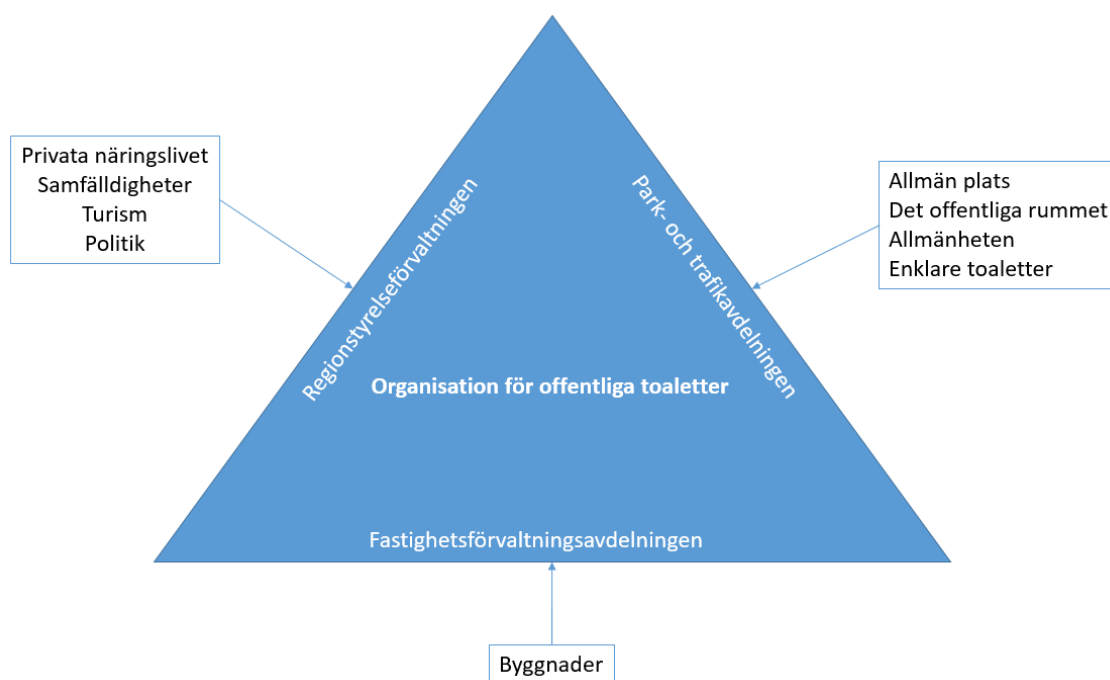 Privata näringslivet
Samfälldigheter
Turism
Politik
Regionstyrelseförvaltningen
Park- och trafikavdelningen
Allmän plats
Det offentliga rummet
Allmänheten
Enklare toaletter
Organisation för offentliga toaletter
Fastighetsförvaltningsavdelningen
Byggnader